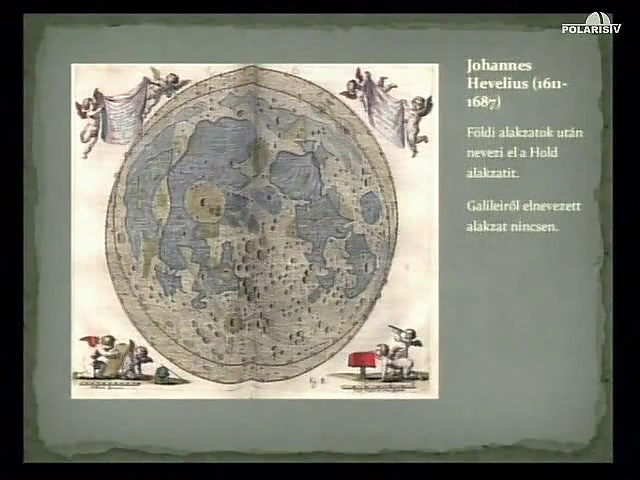 POLARISIV
Johannes
Hevelius (1611-
1687)
Földi alakzatok után
nevezi el a Hold
alakzatit.
Galileiről elnevezett
alakzat nincsen.